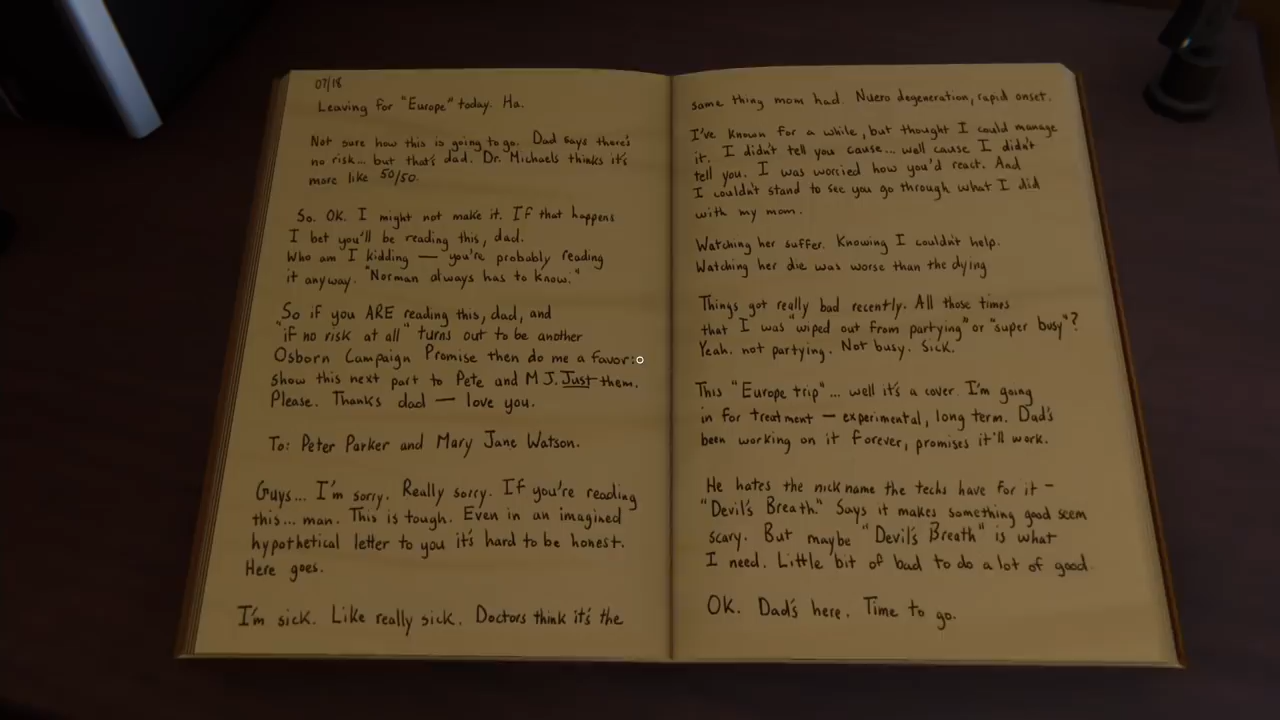 07/18
Leaving for "Europe" today. Ha.
Not sure how this is going to go. Dad says there's
no risk... but that's dad. Dr. Michaels thinks it's
more like 50/50.
So. OK. I might not make it. If that happens
I bet you'll be reading this, dad.
Who am I kidding — you're probably reading
it anyway. "Norman always has to know."
So if you ARE reading this, dad, and
"if no risk at all" turns out to be another
Osborn Campaign Promise then do me a favor:
show this next part to Pete and MJ. Just them.
Please. Thanks dad — love you.
To: Peter Parker and Mary Jane Watson.
Guys... I'm sorry. Really sorry. If you're reading
this... man. This is tough. Even in an imagined
hypothetical letter to you it's hard to be honest.
Here goes.
I'm sick. Like really sick. Doctors think it's the
same thing mom had. Nuero degeneration, rapid onset.
I've known for a while, but thought I could manage
it. I didn't tell you cause... well cause I didn't
tell you. I was worried how you'd react. And
I couldn't stand to see you go through what I did
with my mom.
Watching her suffer. Knowing I couldn't help.
Watching her die was worse than the dying.
Things got really bad recently. All those times
that I was "wiped out from partying" or "super busy"?
Yeah. not partying. Not busy. Sick.
This "Europe trip"... well it's a cover. I'm going
in for treatment — experimental, long term. Dad's
been working on it forever, promises it'll work.
He hates the nickname the techs have for it -
"Devil's Breath." Says it makes something good seem
scary. But maybe "Devil's Breath" is what
I need. Little bit of bad to do a lot of good.
OK. Dad's here. Time to go.